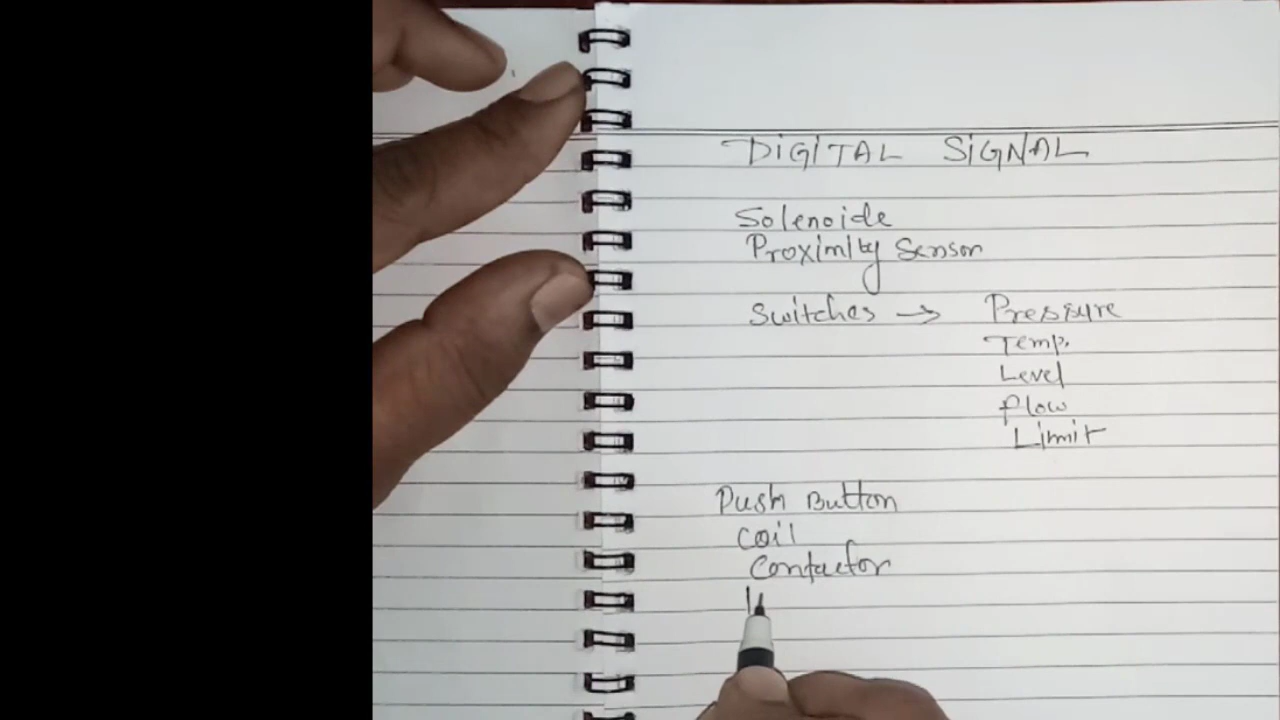 DIGITAL SIGNAL
Solenoide
Proximity Sensor
Switches → Pressure
Temp.
Level
Flow
Limit
Push Button
Coil
Contactor